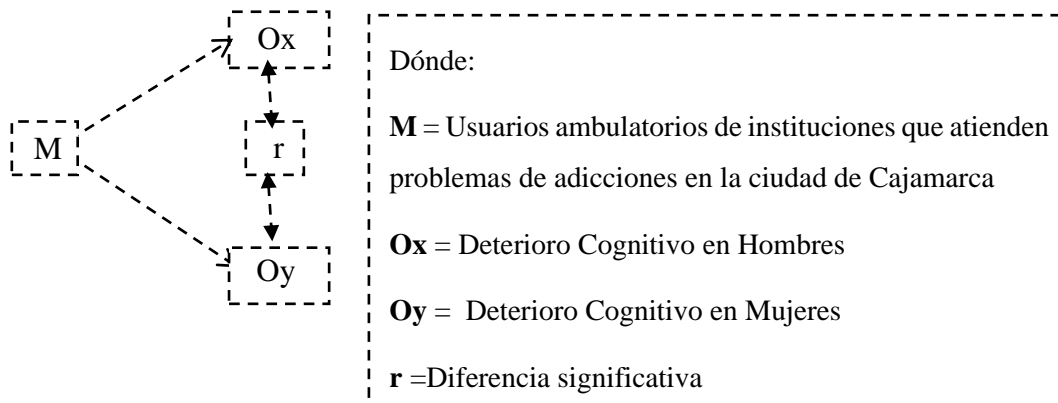 Ox
M
r
Oy
Dónde:
M = Usuarios ambulatorios de instituciones que atienden
problemas de adicciones en la ciudad de Cajamarca
Ox = Deterioro Cognitivo en Hombres
Oy = Deterioro Cognitivo en Mujeres
r =Diferencia significativa